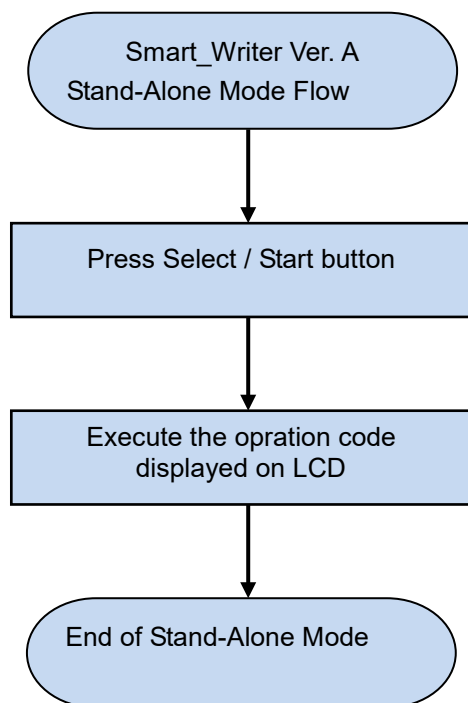 Smart_Writer Ver. A
Stand-Alone Mode Flow
Press Select / Start button
Execute the opration code
displayed on LCD
End of Stand-Alone Mode